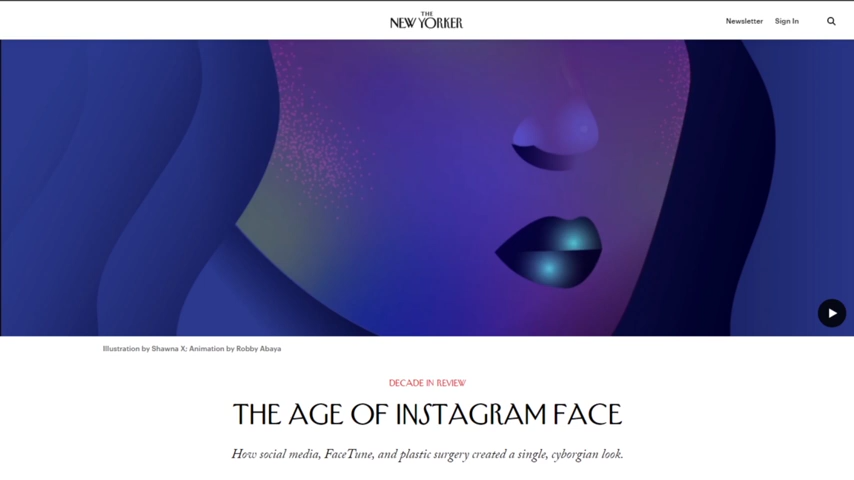 THE
NEW YORKER
Newsletter Sign In
Illustration by Shawna X; Animation by Robby Abaya
DECADE IN REVIEW
THE AGE OF INSTAGRAM FACE
How social media, FaceTune, and plastic surgery created a single, cyborgian look.